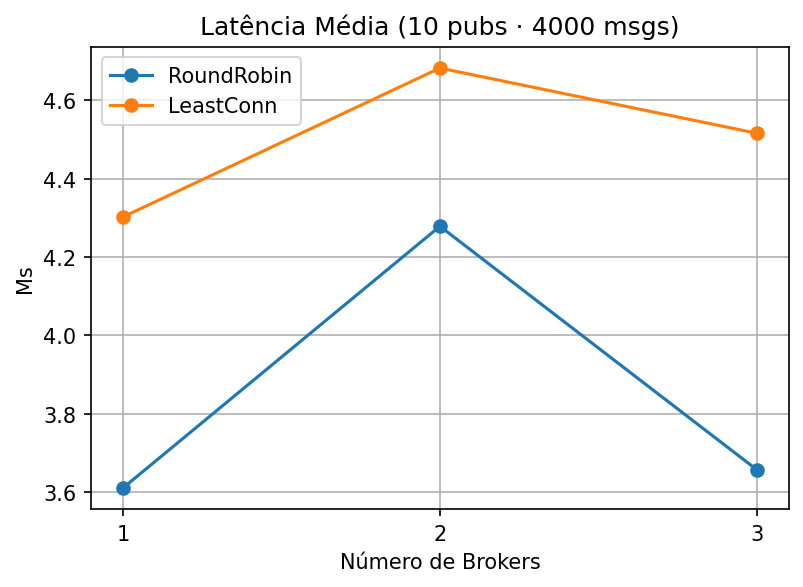 Latência Média (10 pubs · 4000 msgs)
RoundRobin
LeastConn
Ms
4.6
4.4
4.2
4.0
3.8
3.6
1
2
3
Número de Brokers